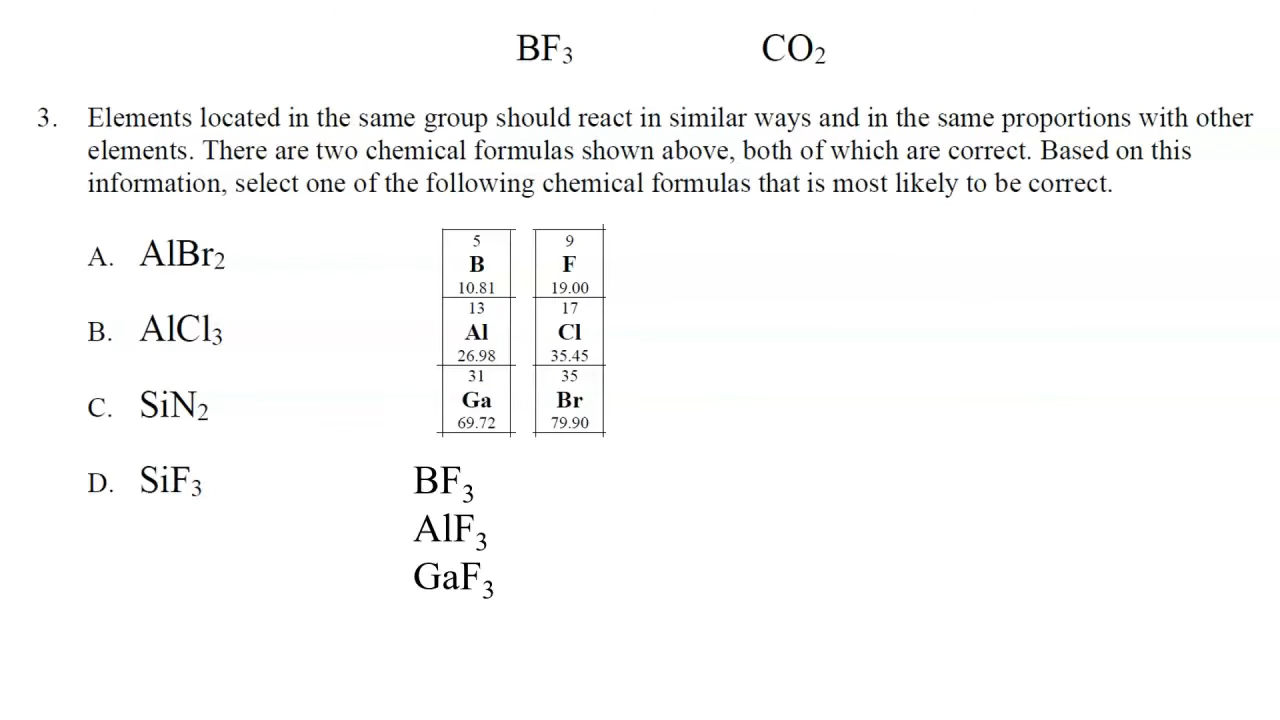 BF₃ CO₂
3. Elements located in the same group should react in similar ways and in the same proportions with other
elements. There are two chemical formulas shown above, both of which are correct. Based on this
information, select one of the following chemical formulas that is most likely to be correct.
A. AlBr₂
B. AlCl₃
C. SiN₂
D. SiF₃
5 9
B F
10.81 19.00
13 17
Al Cl
26.98 35.45
31 35
Ga Br
69.72 79.90
BF₃
AlF₃
GaF₃